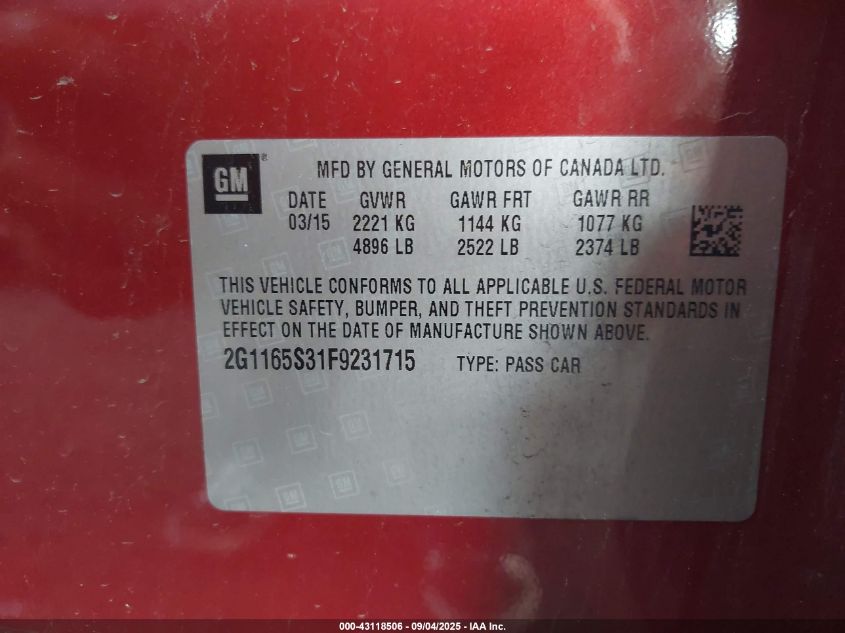 GM ® MFD BY GENERAL MOTORS OF CANADA LTD.
DATE GVWR GAWR FRT GAWR RR
03/15 2221 KG 1144 KG 1077 KG
4896 LB 2522 LB 2374 LB
THIS VEHICLE CONFORMS TO ALL APPLICABLE U.S. FEDERAL MOTOR
VEHICLE SAFETY, BUMPER, AND THEFT PREVENTION STANDARDS IN
EFFECT ON THE DATE OF MANUFACTURE SHOWN ABOVE.
2G1165S31F9231715 TYPE: PASS CAR
000-43118506 - 09/04/2025 - IAA Inc.